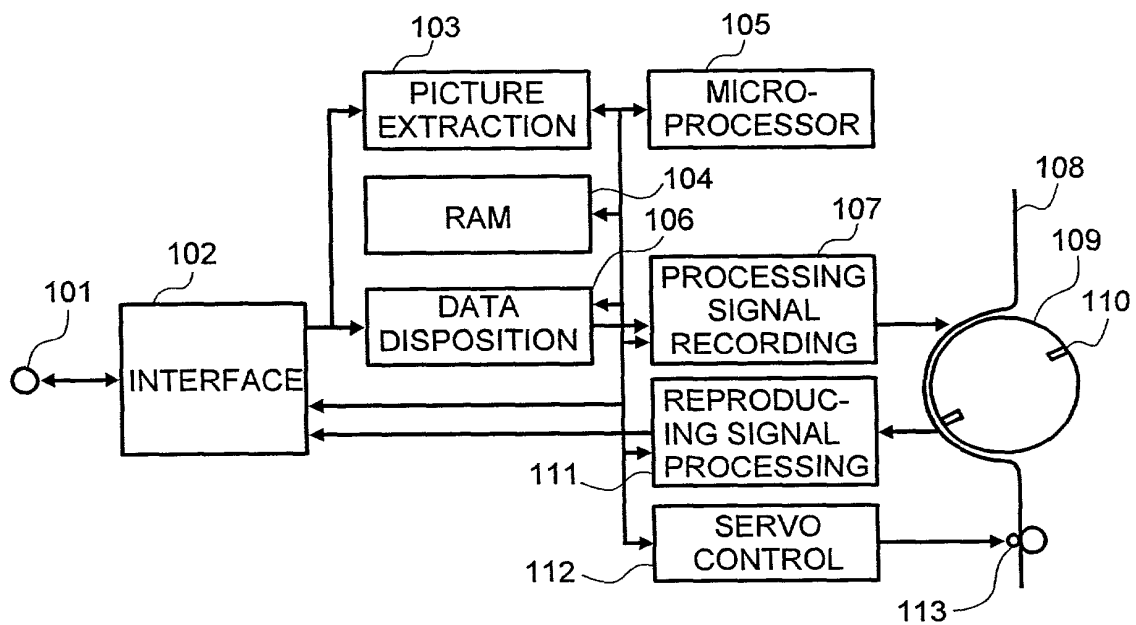 103
105
PICTURE
EXTRACTION
MICRO-
PROCESSOR
104
RAM
106
107
108
109
110
102
101
INTERFACE
DATA
DISPOSITION
PROCESSING
SIGNAL
RECORDING
REPRODUC-
ING SIGNAL
PROCESSING
111
SERVO
CONTROL
112
113